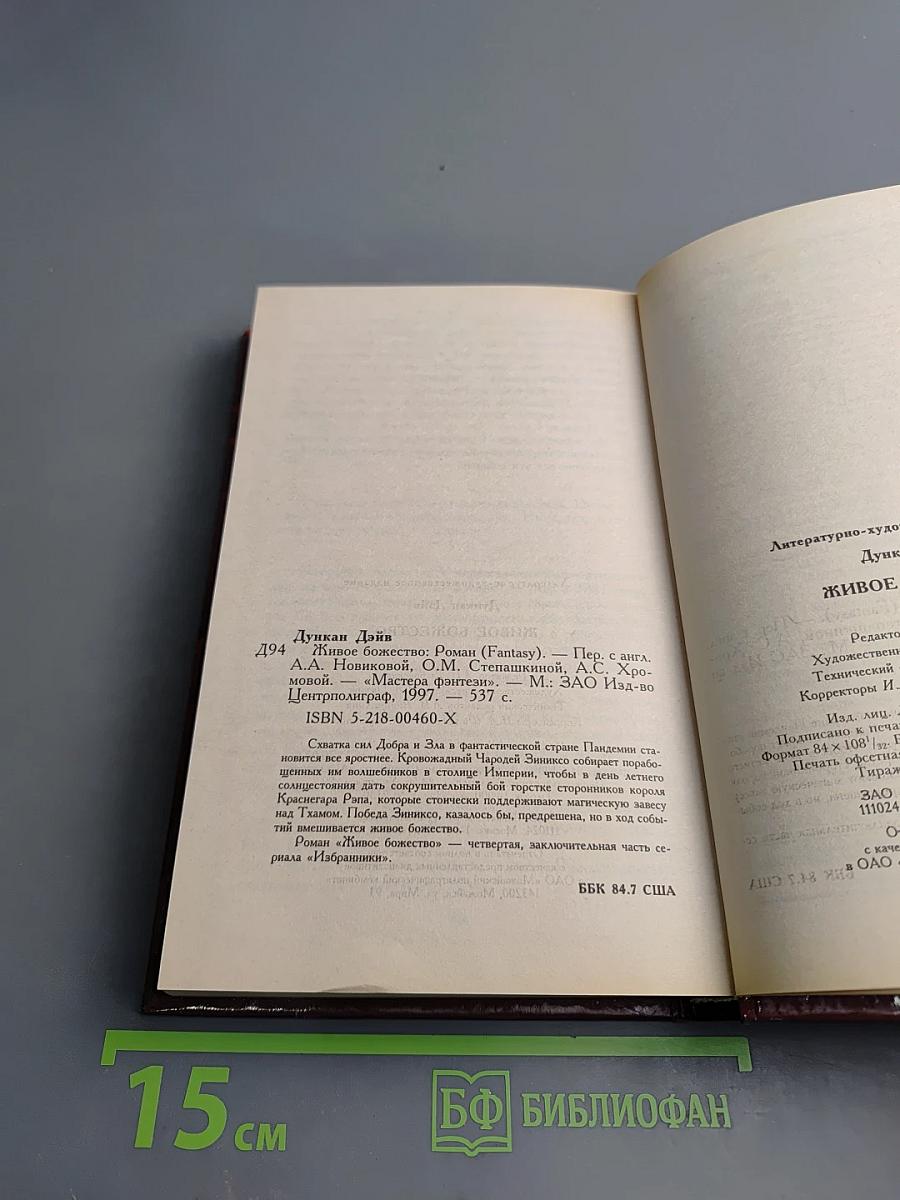 Дункан Дэйв
Д94 Живое божество: Роман (Fantasy). — Пер. с англ.
А.А. Новиковой, О.М. Степашкиной, А.С. Хро-
мовой. — «Мастера фэнтези». — М.: ЗАО Изд-во
Центрполиграф, 1997. — 537 с.
ISBN 5-218-00460-X
Схватка сил Добра и Зла в фантастической стране Пандемии ста-
новится все яростнее. Кровожадный Чародей Зиниксо собирает порабо-
щенных им волшебников в столице Империи, чтобы в день летнего
солнцестояния дать сокрушительный бой горстке сторонников короля
Краснегара Рэпа, которые стоически поддерживают магическую завесу
над Тхамом. Победа Зиниксо, казалось бы, предрешена, но в ход собы-
тий вмешивается живое божество.
Роман «Живое божество» — четвертая, заключительная часть се-
риала «Избранники».
ББК 84.7 США
Литературно-худо
Дунк
ЖИВОЕ
Редакто
Художественн
Технический
Корректоры И.
Изд. лиц.
Подписано к печа
Формат 84 × 108 1/32.
Печать офсетная
Тираж
ЗАО
111024
О
с каче
в ОАО «
15 см
БФ БИБЛИОФАН